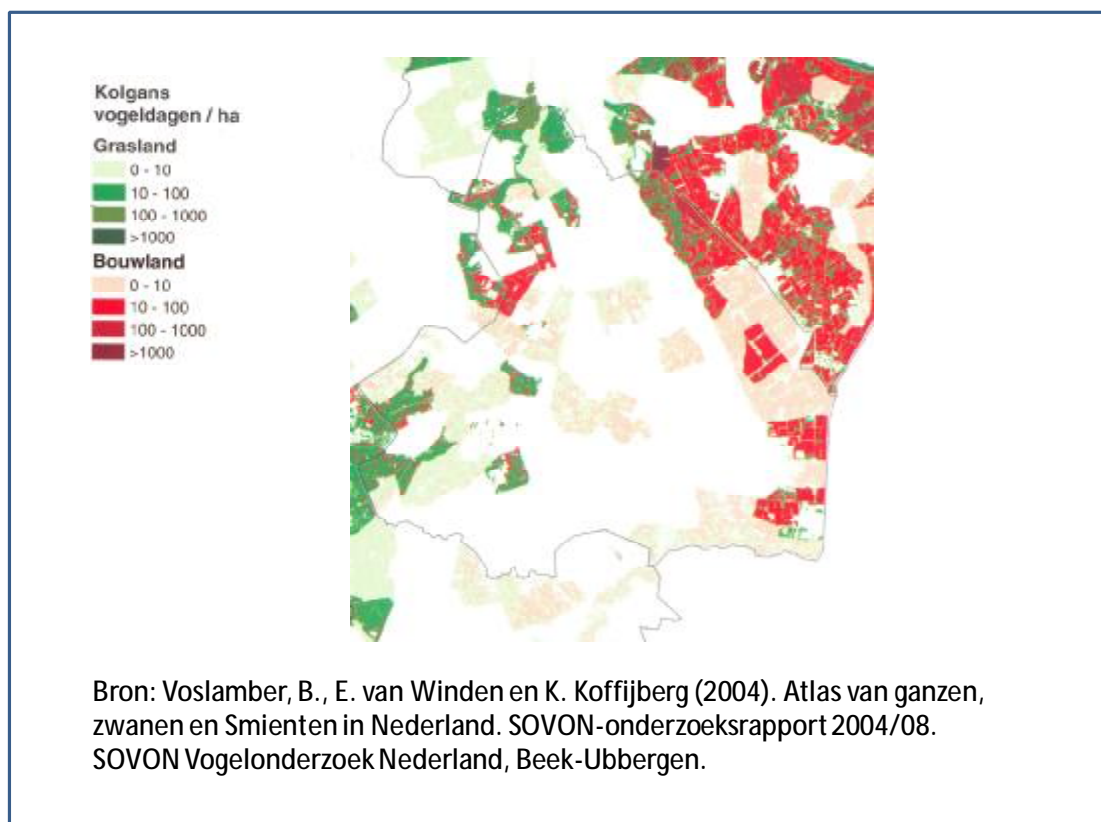 Kolgans
vogeldagen / ha
Grasland
0 - 10
10 - 100
100 - 1000
>1000
Bouwland
0 - 10
10 - 100
100 - 1000
>1000
Bron: Voslamber, B., E. van Winden en K. Koffijberg (2004). Atlas van ganzen,
zwanen en Smienten in Nederland. SOVON-onderzoeksrapport 2004/08.
SOVON Vogelonderzoek Nederland, Beek-Ubbergen.